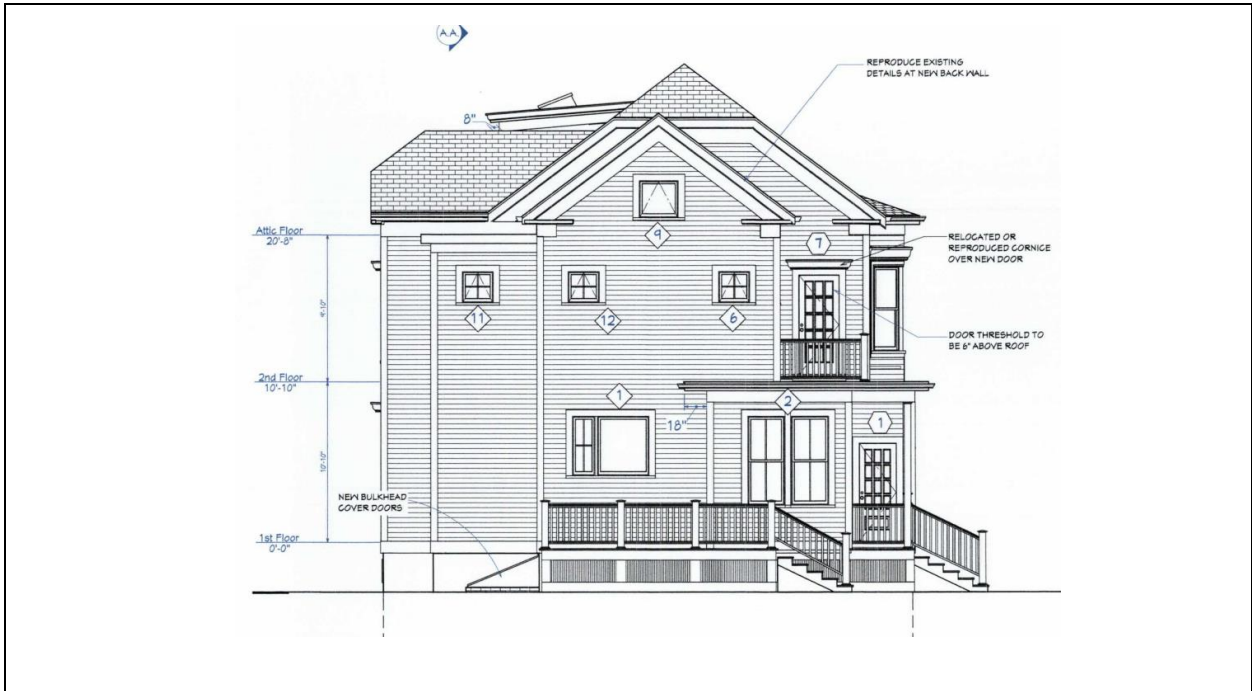 A.A.
REPRODUCE EXISTING
DETAILS AT NEW BACK WALL
8"
Attic Floor
20'-8"
9
7
RELOCATED OR
REPRODUCED CORNICE
OVER NEW DOOR
11
12
6
9'-10"
DOOR THRESHOLD TO
BE 6" ABOVE ROOF
2nd Floor
10'-10"
1
2
18"
1
10'-10"
NEW BULKHEAD
COVER DOORS
1st Floor
0'-0"